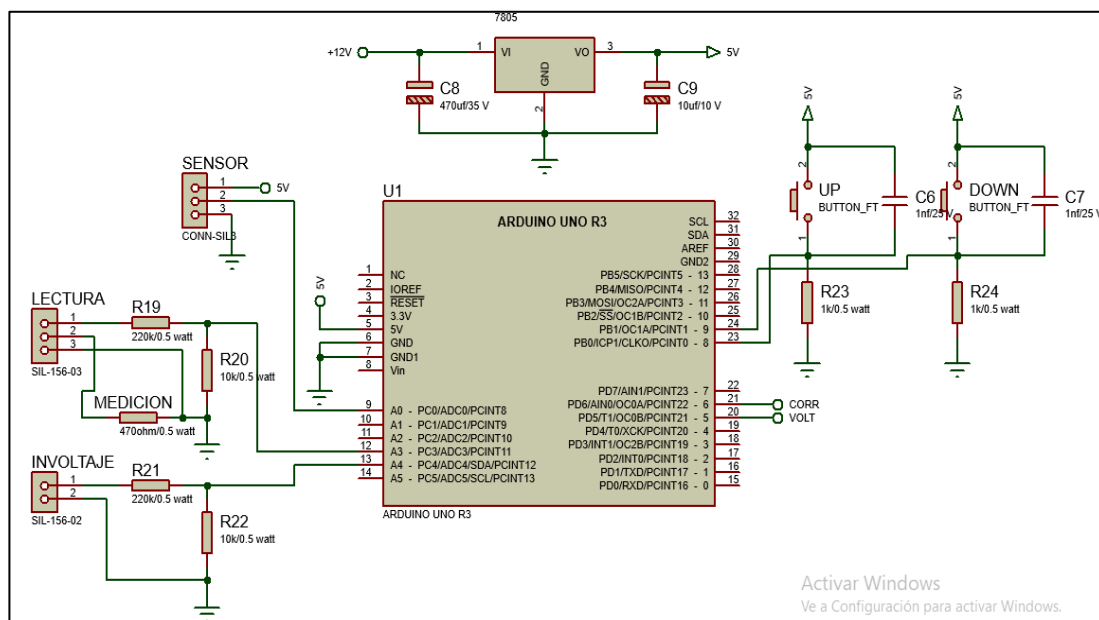 7805
+12V
1
VI
VO
3
5V
GND
2
C8
470uf/35 V
C9
10uf/10 V
SENSOR
1
2
3
5V
CONN-SIL3
LECTURA
1
2
3
SIL-156-03
R19
220k/0.5 watt
R20
10k/0.5 watt
MEDICION
470ohm/0.5 watt
INVOLTAJE
1
2
SIL-156-02
R21
220k/0.5 watt
R22
10k/0.5 watt
5V
U1
ARDUINO UNO R3
1 NC
2 IOREF
3 RESET
4 3.3V
5 5V
6 GND
7 GND1
8 Vin
9 A0 - PC0/ADC0/PCINT8
10 A1 - PC1/ADC1/PCINT9
11 A2 - PC2/ADC2/PCINT10
12 A3 - PC3/ADC3/PCINT11
13 A4 - PC4/ADC4/SDA/PCINT12
14 A5 - PC5/ADC5/SCL/PCINT13
SCL 32
SDA 31
AREF 30
GND2 29
PB5/SCK/PCINT5 - 13 28
PB4/MISO/PCINT4 - 12 27
PB3/MOSI/OC2A/PCINT3 - 11 26
PB2/SS/OC1B/PCINT2 - 10 25
PB1/OC1A/PCINT1 - 9 24
PB0/ICP1/CLKO/PCINT0 - 8 23
PD7/AIN1/PCINT23 - 7 22
PD6/AIN0/OC0A/PCINT22 - 6 21
PD5/T1/OC0B/PCINT21 - 5 20
PD4/T0/XCK/PCINT20 - 4 19
PD3/INT1/OC2B/PCINT19 - 3 18
PD2/INT0/PCINT18 - 2 17
PD1/TXD/PCINT17 - 1 16
PD0/RXD/PCINT16 - 0 15
ARDUINO UNO R3
CORR
VOLT
5V
2
UP
BUTTON_FT
1
C6
1nf/25 V
R23
1k/0.5 watt
5V
2
DOWN
BUTTON_FT
1
C7
1nf/25 V
R24
1k/0.5 watt
Activar Windows
Ve a Configuración para activar Windows.